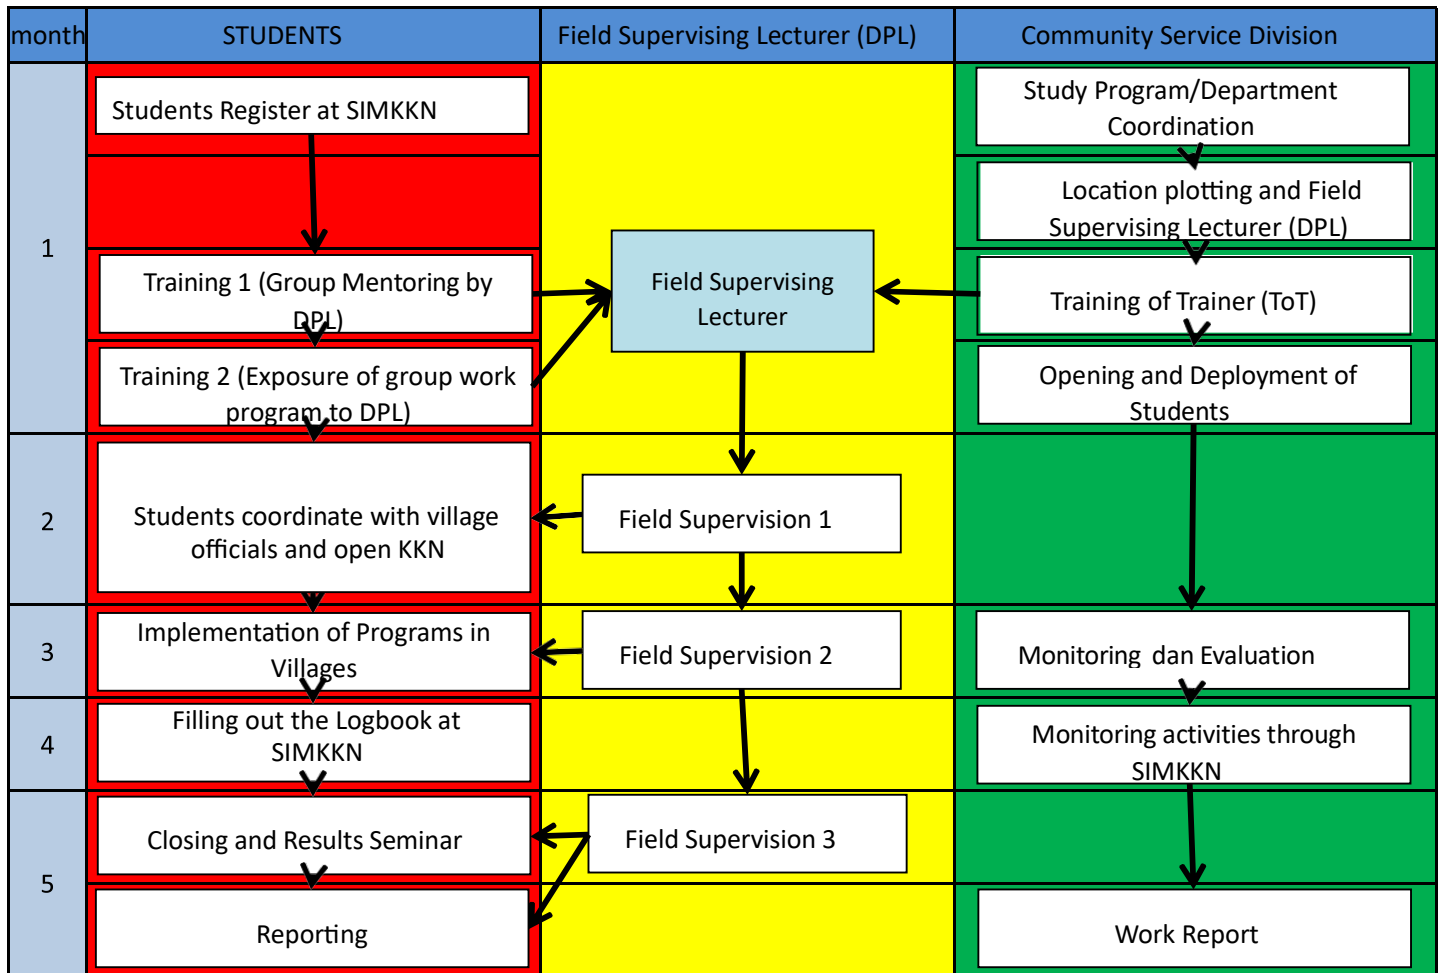 month
STUDENTS
Field Supervising Lecturer (DPL)
Community Service Division
1
Students Register at SIMKKN
Study Program/Department
Coordination
Location plotting and Field
Supervising Lecturer (DPL)
Training 1 (Group Mentoring by
DPL)
Field Supervising
Lecturer
Training of Trainer (ToT)
Training 2 (Exposure of group work
program to DPL)
Opening and Deployment of
Students
2
Students coordinate with village
officials and open KKN
Field Supervision 1
3
Implementation of Programs in
Villages
Field Supervision 2
Monitoring dan Evaluation
4
Filling out the Logbook at
SIMKKN
Monitoring activities through
SIMKKN
5
Closing and Results Seminar
Field Supervision 3
Reporting
Work Report